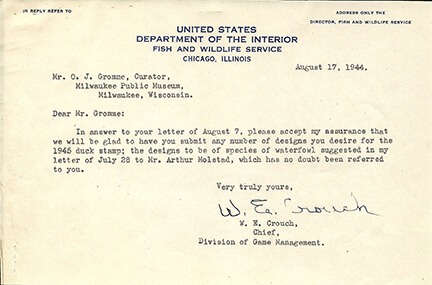 IN REPLY REFER TO
ADDRESS ONLY THE
DIRECTOR, FISH AND WILDLIFE SERVICE
UNITED STATES
DEPARTMENT OF THE INTERIOR
FISH AND WILDLIFE SERVICE
CHICAGO, ILLINOIS
August 17, 1944.
Mr. O. J. Gromme, Curator,
Milwaukee Public Museum,
Milwaukee, Wisconsin.
Dear Mr. Gromme:
In answer to your letter of August 7, please accept my assurance that
we will be glad to have you submit any number of designs you desire for the
1945 duck stamp; the designs to be of species of waterfowl suggested in my
letter of July 28 to Mr. Arthur Molstad, which has no doubt been referred
to you.
Very truly yours,
W. E. Crouch
W. E. Crouch,
Chief,
Division of Game Management.